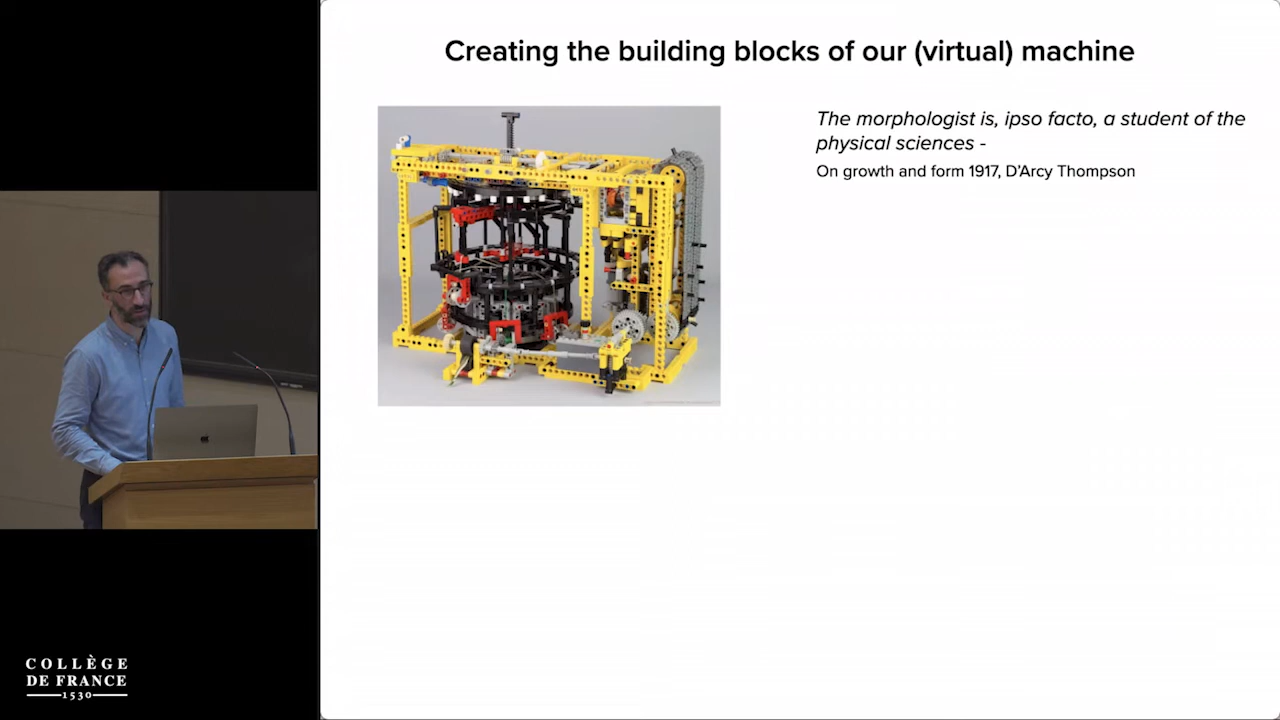 Creating the building blocks of our (virtual) machine
The morphologist is, ipso facto, a student of the
physical sciences -
On growth and form 1917, D'Arcy Thompson
COLLÈGE
DE FRANCE
1530